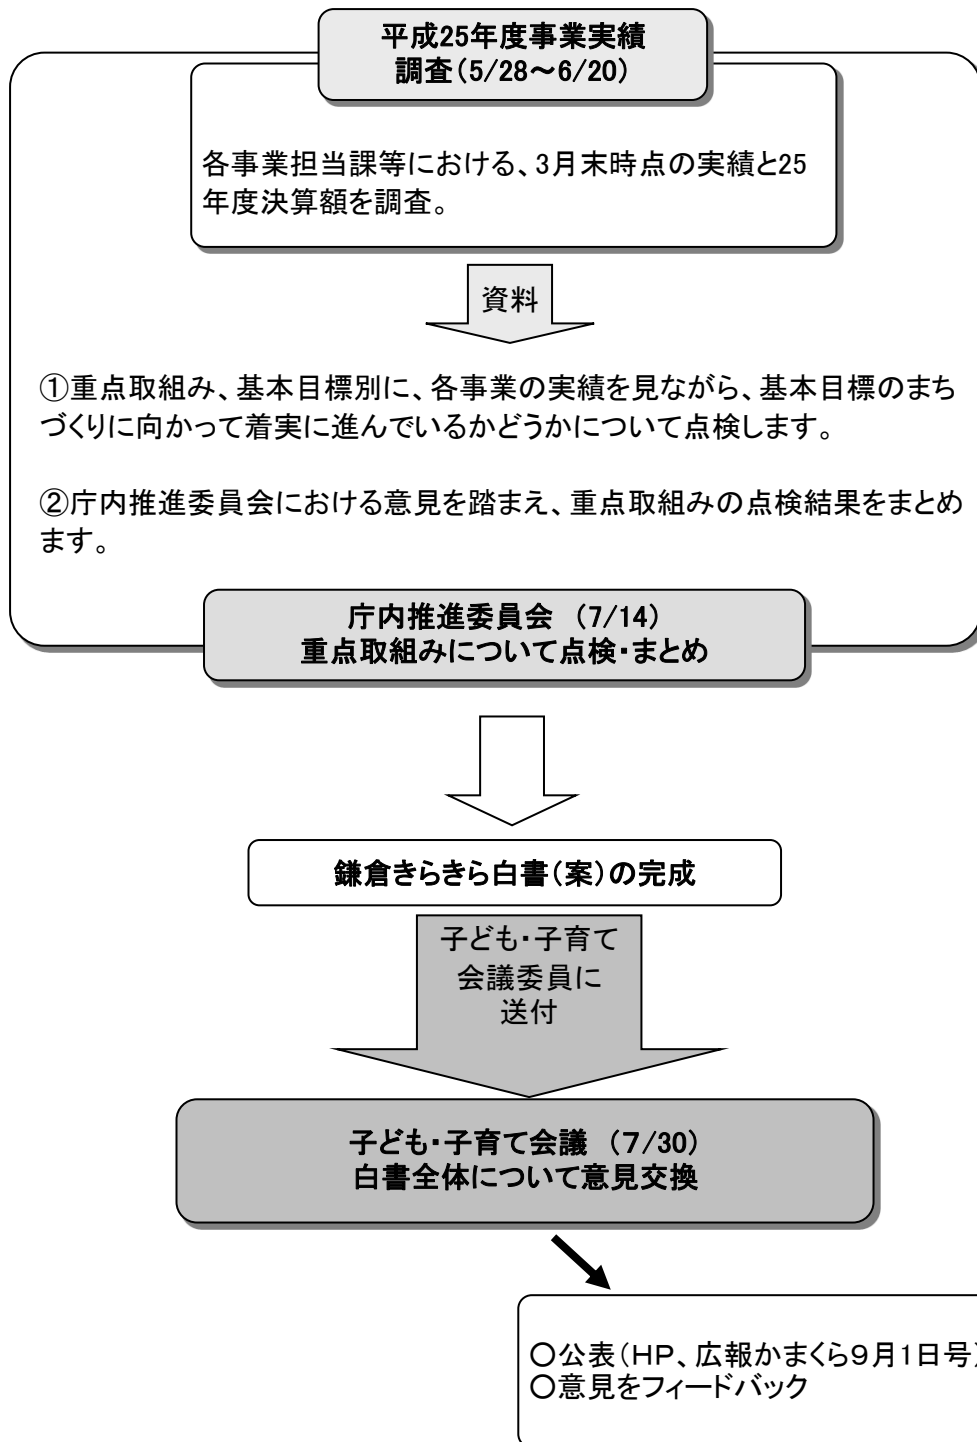 平成25年度事業実績
調査(5/28～6/20)
各事業担当課等における、3月末時点の実績と25
年度決算額を調査。
資料
①重点取組み、基本目標別に、各事業の実績を見ながら、基本目標のまち
づくりに向かって着実に進んでいるかどうかについて点検します。
②庁内推進委員会における意見を踏まえ、重点取組みの点検結果をまとめ
ます。
庁内推進委員会 (7/14)
重点取組みについて点検・まとめ
鎌倉きらきら白書(案)の完成
子ども・子育て
会議委員に
送付
子ども・子育て会議 (7/30)
白書全体について意見交換
○公表(HP、広報かまくら9月1日号)
○意見をフィードバック